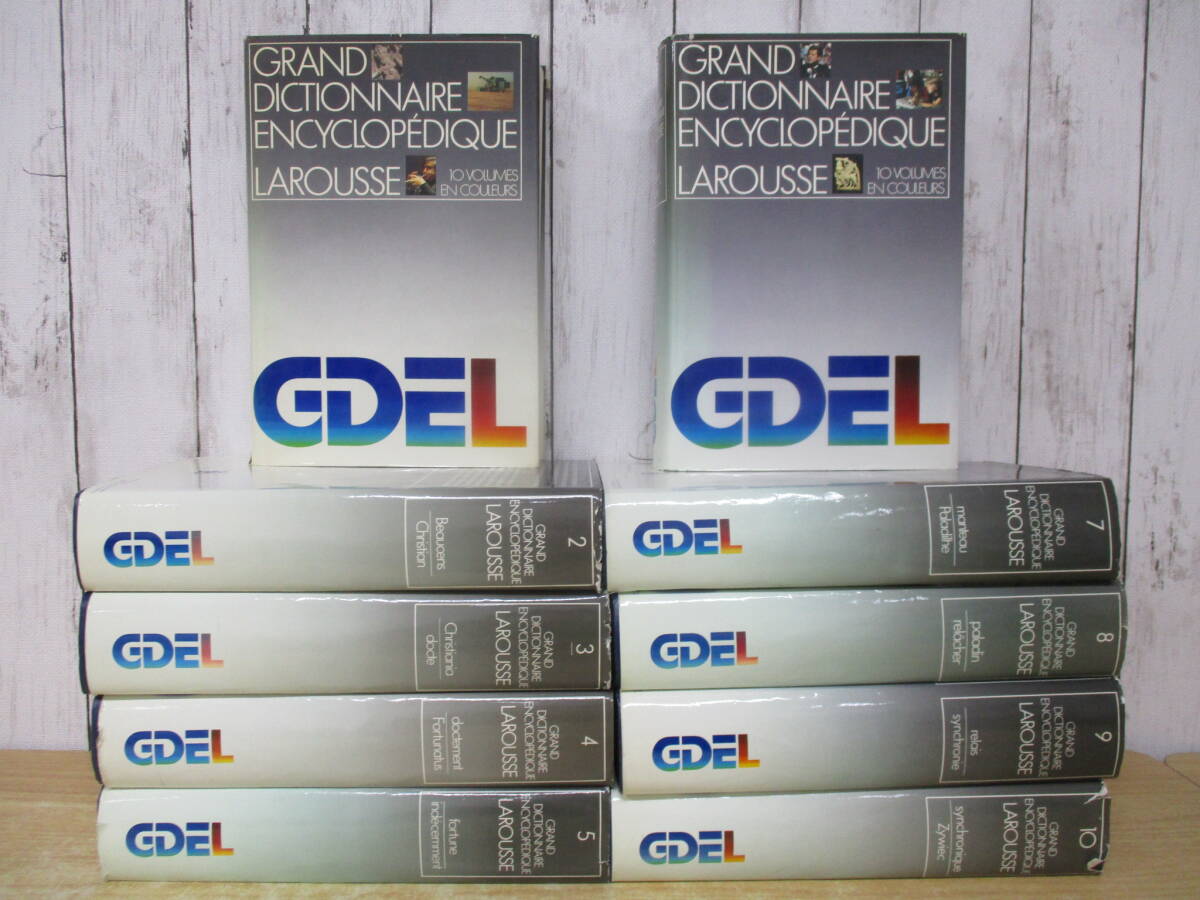 GRAND
DICTIONNAIRE
ENCYCLOPÉDIQUE
LAROUSSE
10 VOLUMES
EN COULEURS
GDEL
GRAND
DICTIONNAIRE
ENCYCLOPÉDIQUE
LAROUSSE
10 VOLUMES
EN COULEURS
GDEL
GDEL
Beaucens
Christian
GRAND
DICTIONNAIRE
ENCYCLOPÉDIQUE
LAROUSSE
2
GDEL
Christiania
docte
GRAND
DICTIONNAIRE
ENCYCLOPÉDIQUE
LAROUSSE
3
GDEL
doctement
Fortunatus
GRAND
DICTIONNAIRE
ENCYCLOPÉDIQUE
LAROUSSE
4
GDEL
fortune
indécemment
GRAND
DICTIONNAIRE
ENCYCLOPÉDIQUE
LAROUSSE
5
GDEL
manteau
Paladilhe
GRAND
DICTIONNAIRE
ENCYCLOPÉDIQUE
LAROUSSE
7
GDEL
paladin
relâcher
GRAND
DICTIONNAIRE
ENCYCLOPÉDIQUE
LAROUSSE
8
GDEL
relais
synchronie
GRAND
DICTIONNAIRE
ENCYCLOPÉDIQUE
LAROUSSE
9
GDEL
synchronique
Żywiec
GRAND
DICTIONNAIRE
ENCYCLOPÉDIQUE
LAROUSSE
10